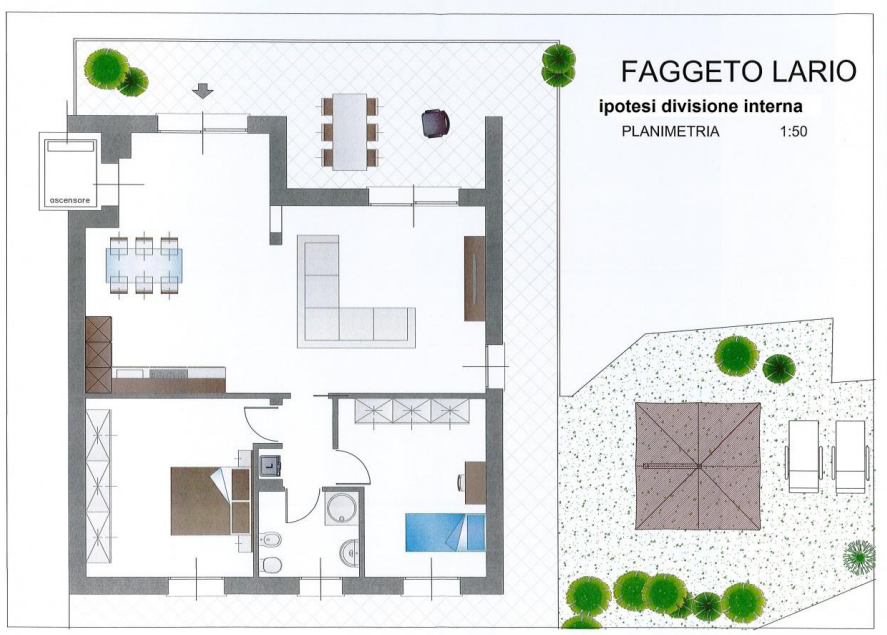 FAGGETO LARIO
ipotesi divisione interna
PLANIMETRIA 1:50
ascensore
L